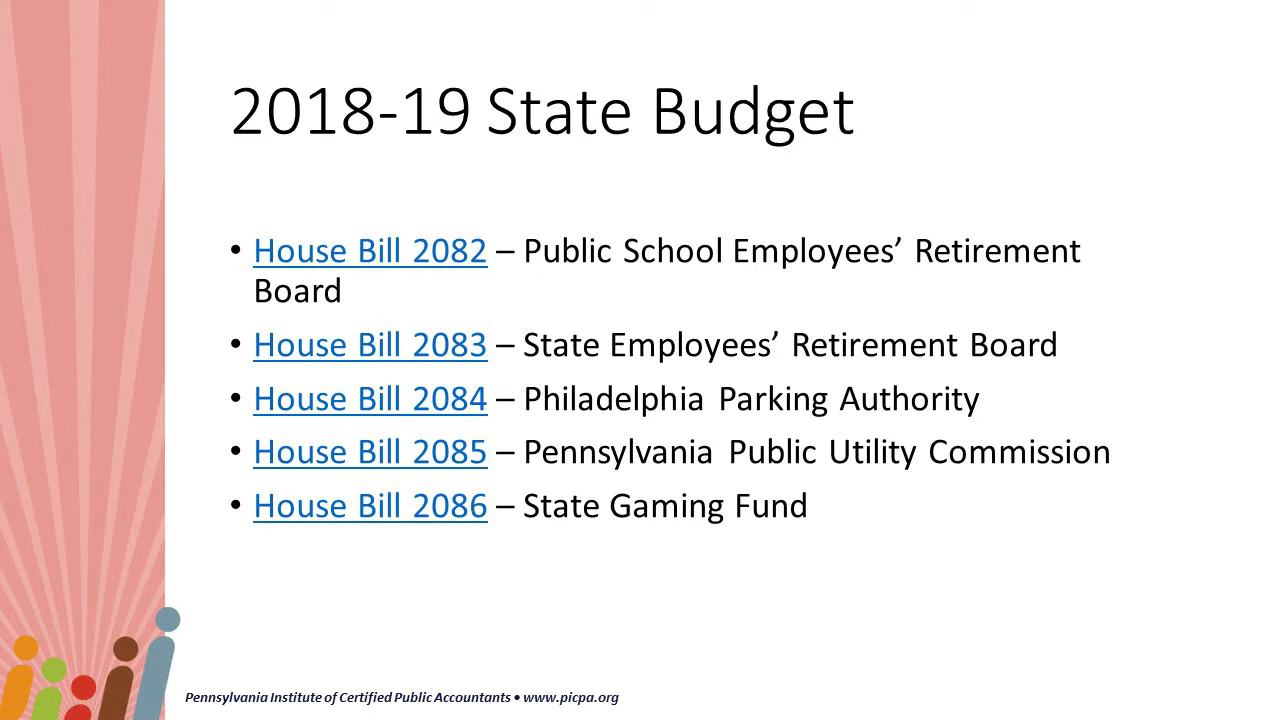 2018-19 State Budget
• House Bill 2082 – Public School Employees’ Retirement
Board
• House Bill 2083 – State Employees’ Retirement Board
• House Bill 2084 – Philadelphia Parking Authority
• House Bill 2085 – Pennsylvania Public Utility Commission
• House Bill 2086 – State Gaming Fund
Pennsylvania Institute of Certified Public Accountants • www.picpa.org